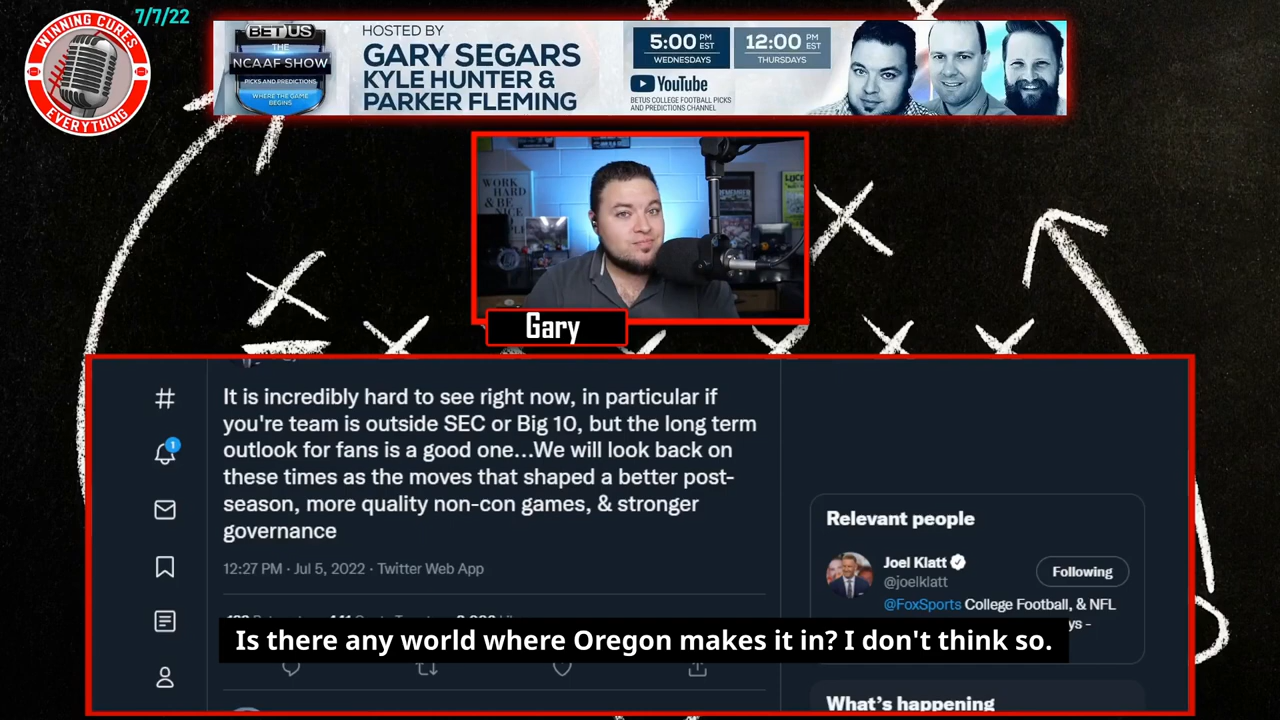 7/7/22
WINNING CURES
EVERYTHING
BETUS
THE
NCAAF SHOW
PICKS AND PREDICTIONS
WHERE THE GAME
BEGINS
HOSTED BY
GARY SEGARS
KYLE HUNTER &
PARKER FLEMING
5:00 PM EST
WEDNESDAYS
12:00 PM EST
THURSDAYS
YouTube
BETUS COLLEGE FOOTBALL PICKS
AND PREDICTIONS CHANNEL
WORK
HARD
& BE
NICE
Gary
It is incredibly hard to see right now, in particular if
you're team is outside SEC or Big 10, but the long term
outlook for fans is a good one...We will look back on
these times as the moves that shaped a better post-
season, more quality non-con games, & stronger
governance
12:27 PM · Jul 5, 2022 · Twitter Web App
1
Relevant people
Joel Klatt
@joelklatt
Following
@FoxSports College Football, & NFL
Is there any world where Oregon makes it in? I don't think so.
What's happening